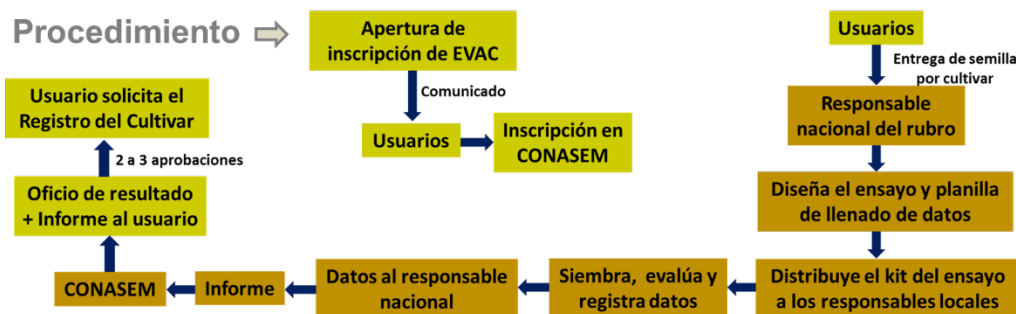 Procedimiento
Apertura de
inscripción de EVAC
Comunicado
Usuarios
Inscripción en
CONASEM
Usuarios
Entrega de semilla
por cultivar
Responsable
nacional del rubro
Diseña el ensayo y planilla
de llenado de datos
Distribuye el kit del ensayo
a los responsables locales
Siembra, evalúa y
registra datos
Datos al responsable
nacional
Informe
CONASEM
Oficio de resultado
+ Informe al usuario
2 a 3 aprobaciones
Usuario solicita el
Registro del Cultivar